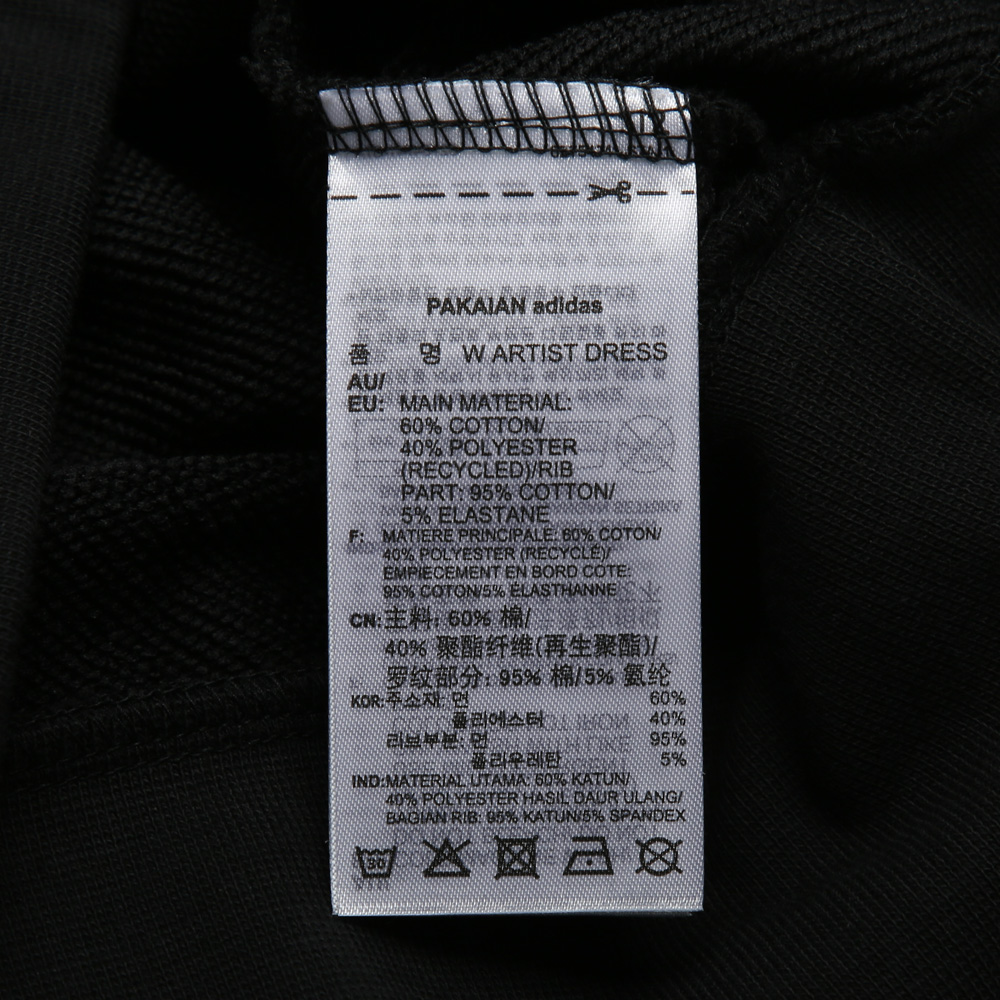 PAKAIAN adidas
품 명 W ARTIST DRESS
AU/
EU: MAIN MATERIAL:
60% COTTON/
40% POLYESTER
(RECYCLED)/RIB
PART: 95% COTTON/
5% ELASTANE
F: MATIERE PRINCIPALE: 60% COTON/
40% POLYESTER (RECYCLÉ)/
EMPIECEMENT EN BORD COTE:
95% COTON/5% ÉLASTHANNE
CN: 主料: 60% 棉/
40% 聚酯纤维(再生聚酯)/
罗纹部分: 95% 棉/5% 氨纶
KOR: 주소재: 면 60%
폴리에스터 40%
리브부분: 면 95%
폴리우레탄 5%
IND: MATERIAL UTAMA: 60% KATUN/
40% POLYESTER HASIL DAUR ULANG/
BAGIAN RIB: 95% KATUN/5% SPANDEX
30